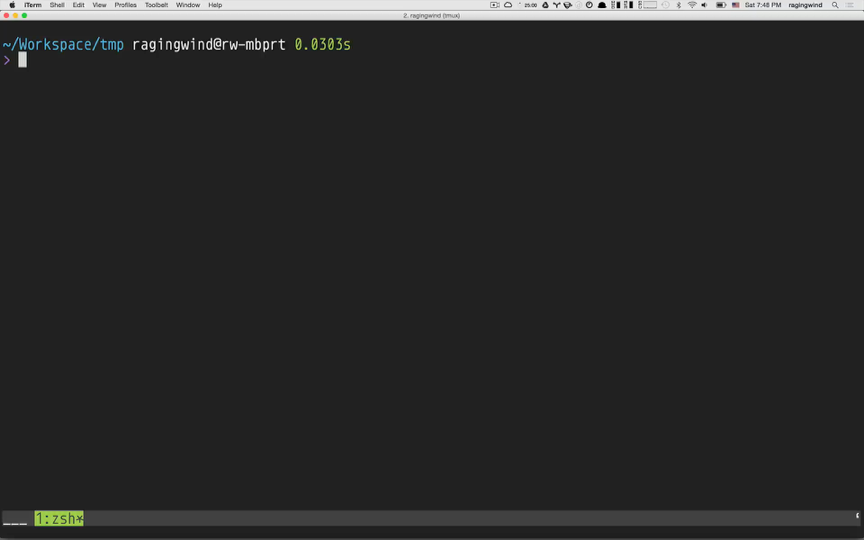 iTerm Shell Edit View Profiles Toolbelt Window Help 25:00 Sat 7:48 PM ragingwind
2. ragingwind (tmux)
~/Workspace/tmp ragingwind@rw-mbprt 0.0303s
>
___ 1:zsh*